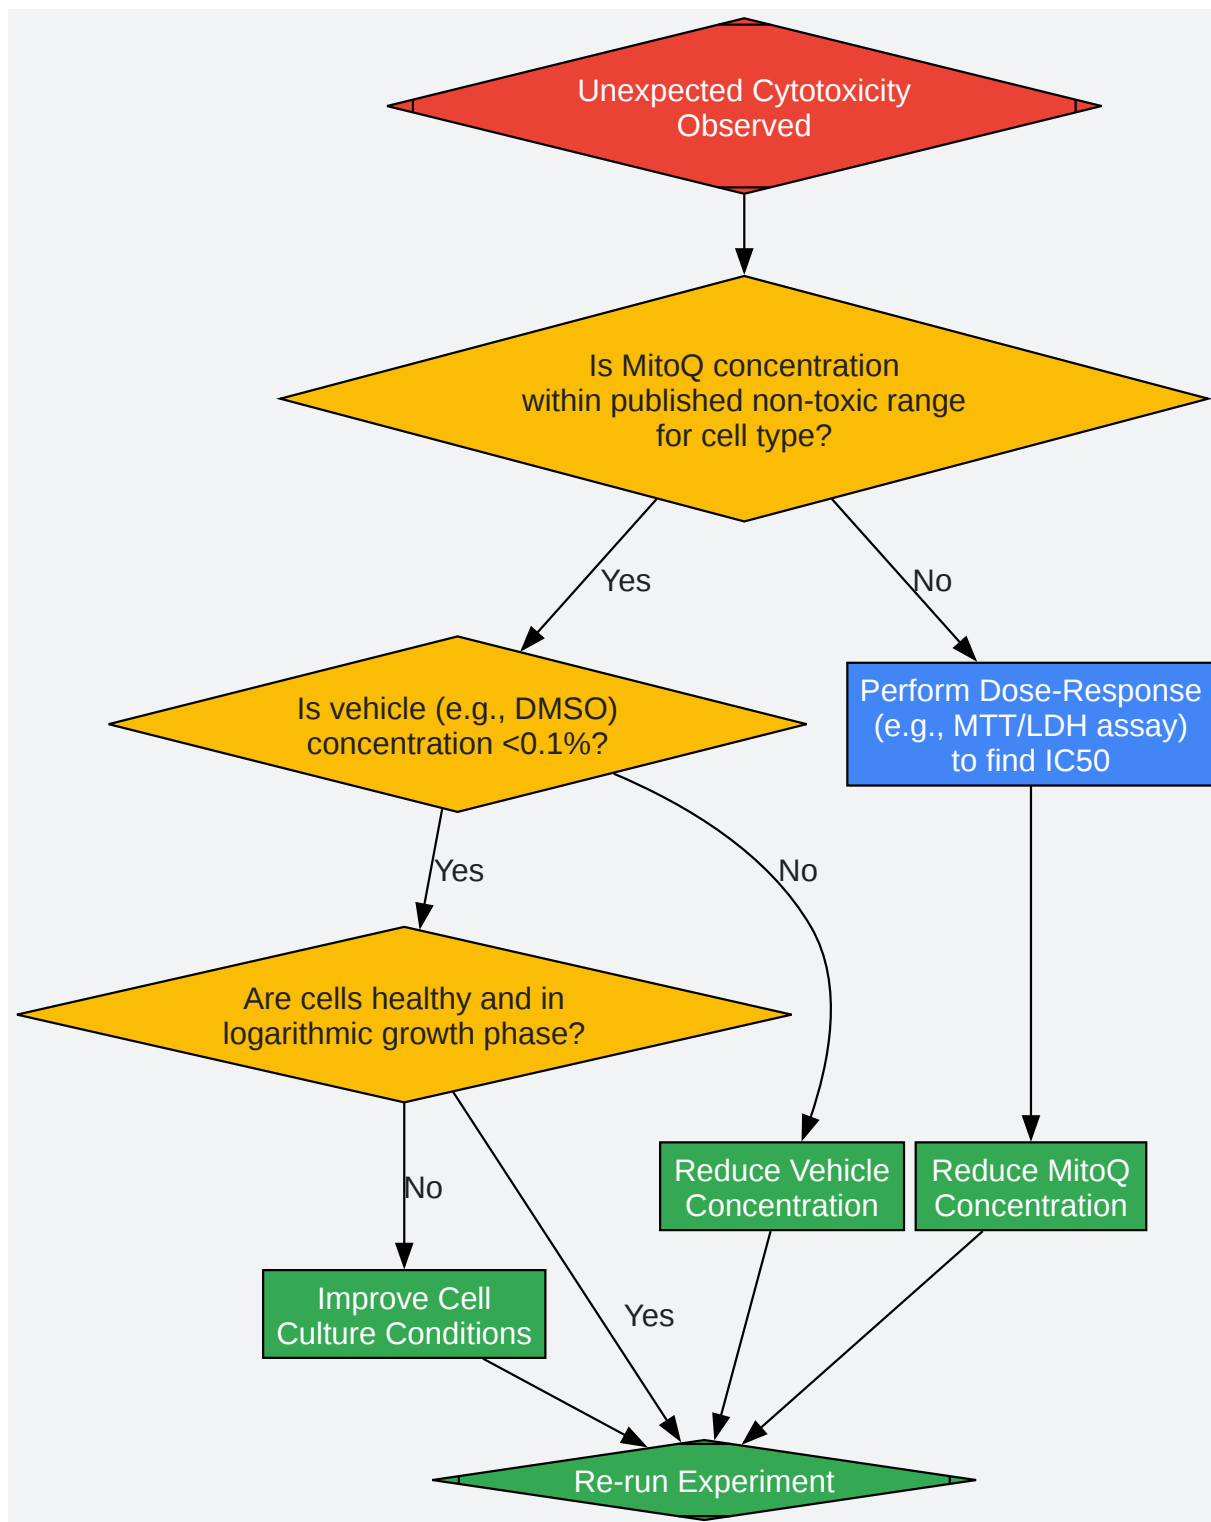 Unexpected Cytotoxicity
Observed
Is MitoQ concentration
within published non-toxic range
for cell type?
Yes
No
Is vehicle (e.g., DMSO)
concentration <0.1%?
Perform Dose-Response
(e.g., MTT/LDH assay)
to find IC50
Yes
No
Are cells healthy and in
logarithmic growth phase?
No
Reduce Vehicle
Concentration
Reduce MitoQ
Concentration
Improve Cell
Culture Conditions
Yes
Re-run Experiment